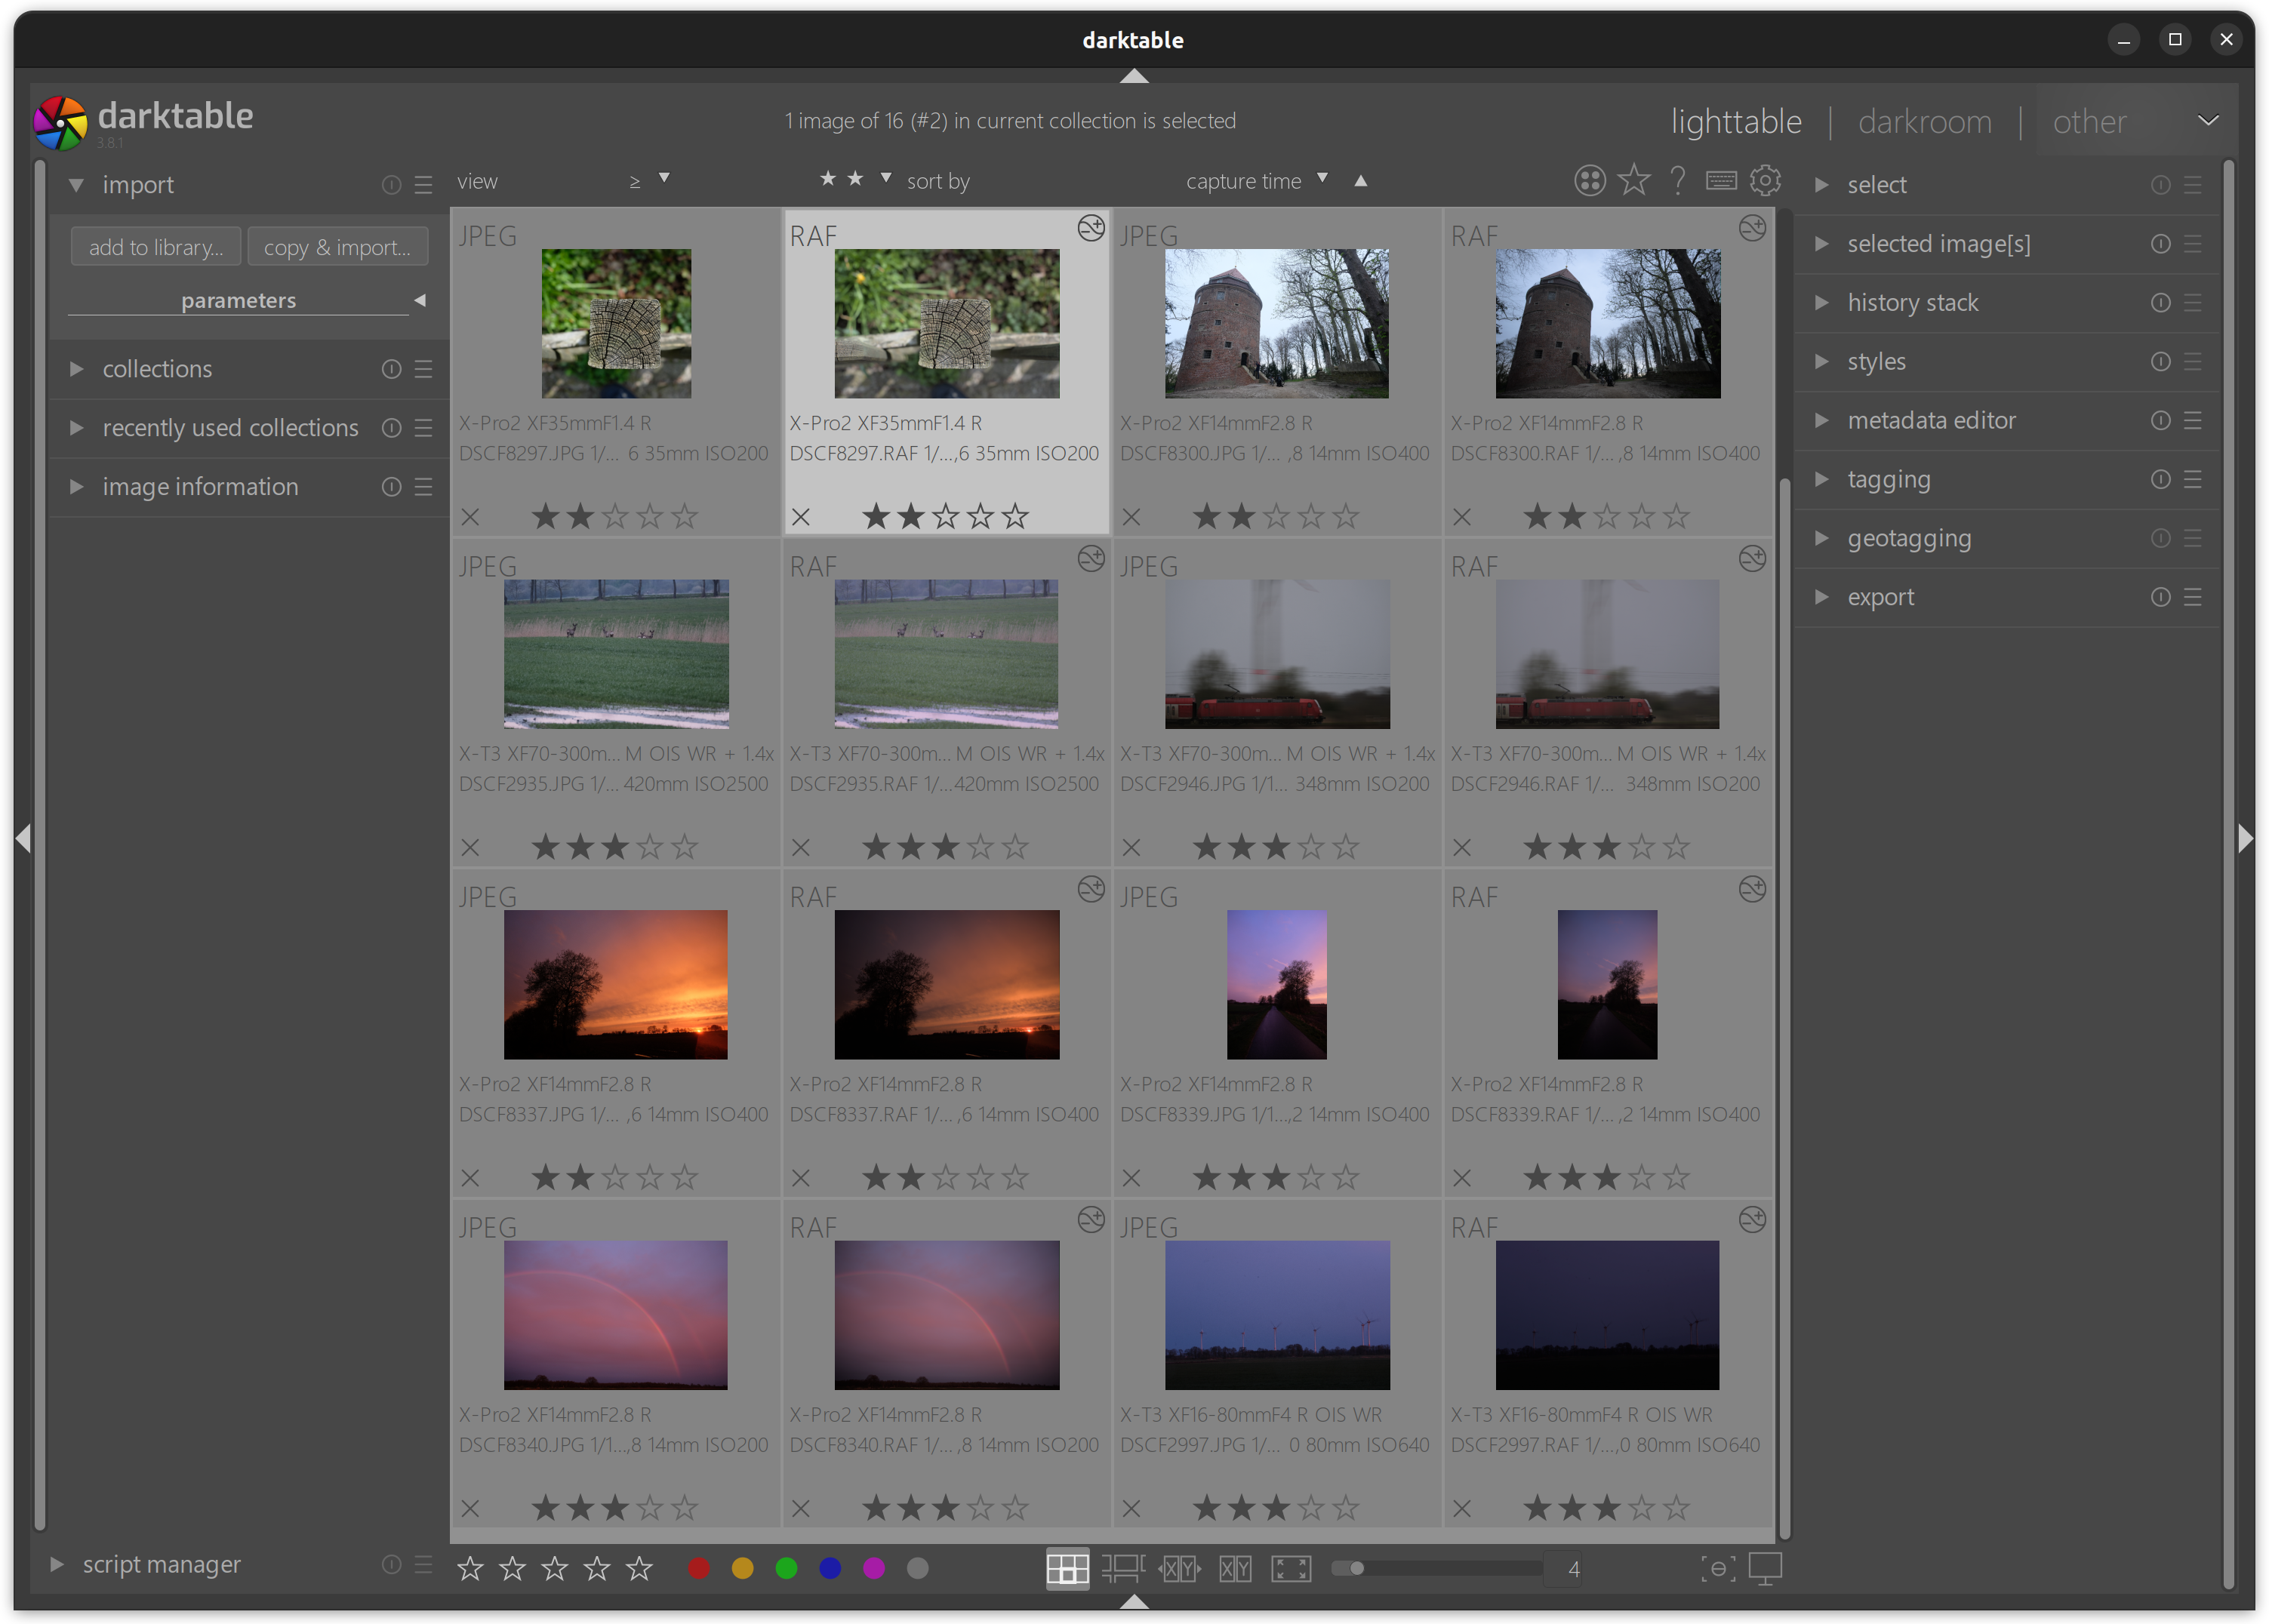 darktable
darktable
3.8.1
1 image of 16 (#2) in current collection is selected
lighttable | darkroom | other
import
view ≥ ★ ★ sort by capture time
add to library... copy & import...
parameters
collections
recently used collections
image information
script manager
JPEG
X-Pro2 XF35mmF1.4 R
DSCF8297.JPG 1/... 6 35mm ISO200
RAF
X-Pro2 XF35mmF1.4 R
DSCF8297.RAF 1/...,6 35mm ISO200
JPEG
X-Pro2 XF14mmF2.8 R
DSCF8300.JPG 1/... ,8 14mm ISO400
RAF
X-Pro2 XF14mmF2.8 R
DSCF8300.RAF 1/... ,8 14mm ISO400
JPEG
X-T3 XF70-300m... M OIS WR + 1.4x
DSCF2935.JPG 1/... 420mm ISO2500
RAF
X-T3 XF70-300m... M OIS WR + 1.4x
DSCF2935.RAF 1/...420mm ISO2500
JPEG
X-T3 XF70-300m... M OIS WR + 1.4x
DSCF2946.JPG 1/1... 348mm ISO200
RAF
X-T3 XF70-300m... M OIS WR + 1.4x
DSCF2946.RAF 1/... 348mm ISO200
JPEG
X-Pro2 XF14mmF2.8 R
DSCF8337.JPG 1/... ,6 14mm ISO400
RAF
X-Pro2 XF14mmF2.8 R
DSCF8337.RAF 1/... ,6 14mm ISO400
JPEG
X-Pro2 XF14mmF2.8 R
DSCF8339.JPG 1/1...,2 14mm ISO400
RAF
X-Pro2 XF14mmF2.8 R
DSCF8339.RAF 1/... ,2 14mm ISO400
JPEG
X-Pro2 XF14mmF2.8 R
DSCF8340.JPG 1/1...,8 14mm ISO200
RAF
X-Pro2 XF14mmF2.8 R
DSCF8340.RAF 1/... ,8 14mm ISO200
JPEG
X-T3 XF16-80mmF4 R OIS WR
DSCF2997.JPG 1/... 0 80mm ISO640
RAF
X-T3 XF16-80mmF4 R OIS WR
DSCF2997.RAF 1/...,0 80mm ISO640
XY XY 4
select
selected image[s]
history stack
styles
metadata editor
tagging
geotagging
export